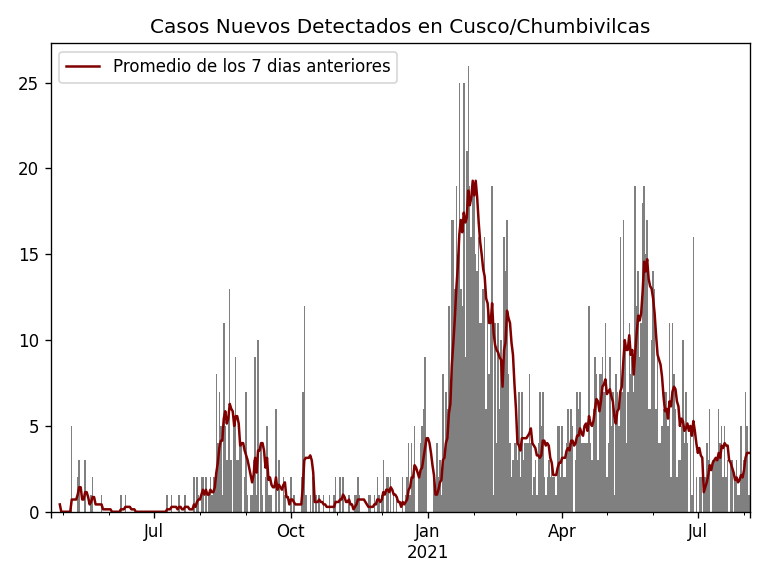 Casos Nuevos Detectados en Cusco/Chumbivilcas
Promedio de los 7 dias anteriores
25
20
15
10
5
0
Jul
Oct
Jan
Apr
Jul
2021